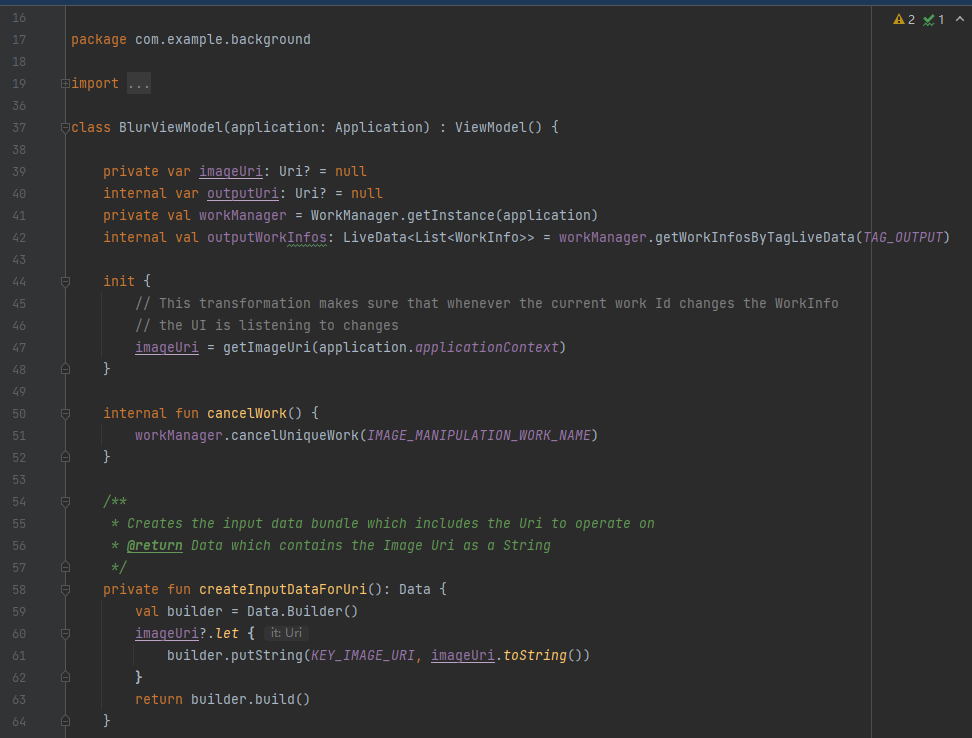 2 1
16
17 package com.example.background
18
19 import ...
36
37 class BlurViewModel(application: Application) : ViewModel() {
38
39 private var imageUri: Uri? = null
40 internal var outputUri: Uri? = null
41 private val workManager = WorkManager.getInstance(application)
42 internal val outputWorkInfos: LiveData<List<WorkInfo>> = workManager.getWorkInfosByTagLiveData(TAG_OUTPUT)
43
44 init {
45 // This transformation makes sure that whenever the current work Id changes the WorkInfo
46 // the UI is listening to changes
47 imageUri = getImageUri(application.applicationContext)
48 }
49
50 internal fun cancelWork() {
51 workManager.cancelUniqueWork(IMAGE_MANIPULATION_WORK_NAME)
52 }
53
54 /**
55 * Creates the input data bundle which includes the Uri to operate on
56 * @return Data which contains the Image Uri as a String
57 */
58 private fun createInputDataForUri(): Data {
59 val builder = Data.Builder()
60 imageUri?.let { it: Uri
61 builder.putString(KEY_IMAGE_URI, imageUri.toString())
62 }
63 return builder.build()
64 }